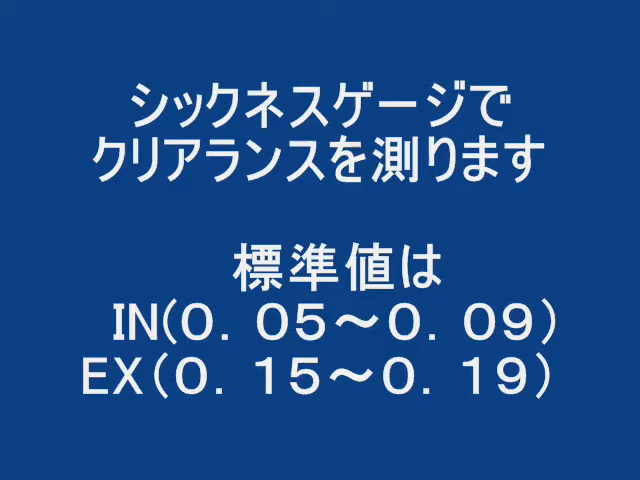 シックネスゲージで
クリアランスを測ります
標準値は
IN(０．０５～０．０９）
EX（０．１５～０．１９）